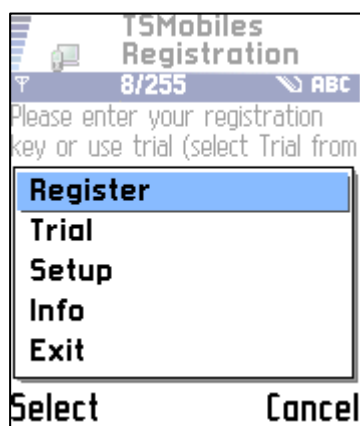 TSMobiles
Registration
8/255 ABC
Please enter your registration
key or use trial (select Trial from
Register
Trial
Setup
Info
Exit
Select Cancel